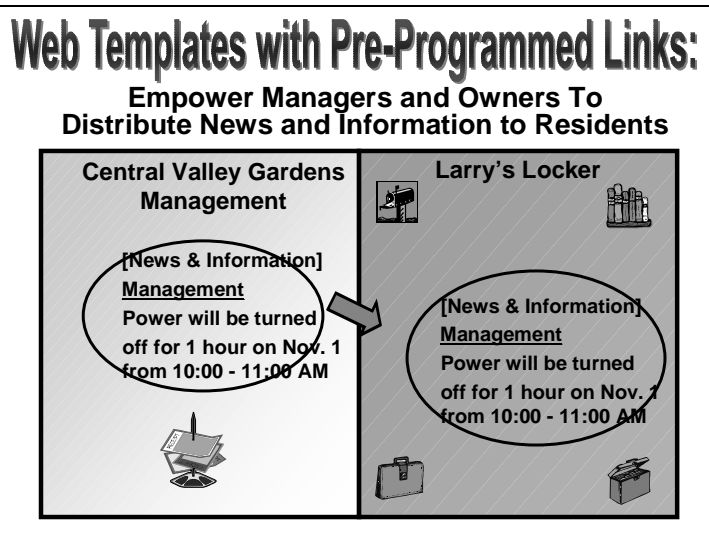 Web Templates with Pre-Programmed Links:
Empower Managers and Owners To
Distribute News and Information to Residents
Central Valley Gardens
Management
[News & Information]
Management
Power will be turned
off for 1 hour on Nov. 1
from 10:00 - 11:00 AM
Larry's Locker
[News & Information]
Management
Power will be turned
off for 1 hour on Nov. 1
from 10:00 - 11:00 AM